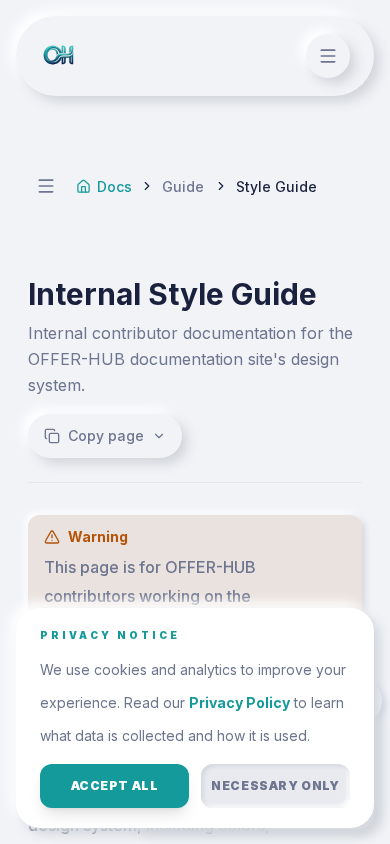 OH
Docs > Guide > Style Guide
Internal Style Guide
Internal contributor documentation for the
OFFER-HUB documentation site's design
system.
Copy page
Warning
This page is for OFFER-HUB
contributors working on the
PRIVACY NOTICE
We use cookies and analytics to improve your
experience. Read our Privacy Policy to learn
what data is collected and how it is used.
ACCEPT ALL NECESSARY ONLY
design system, including colors,